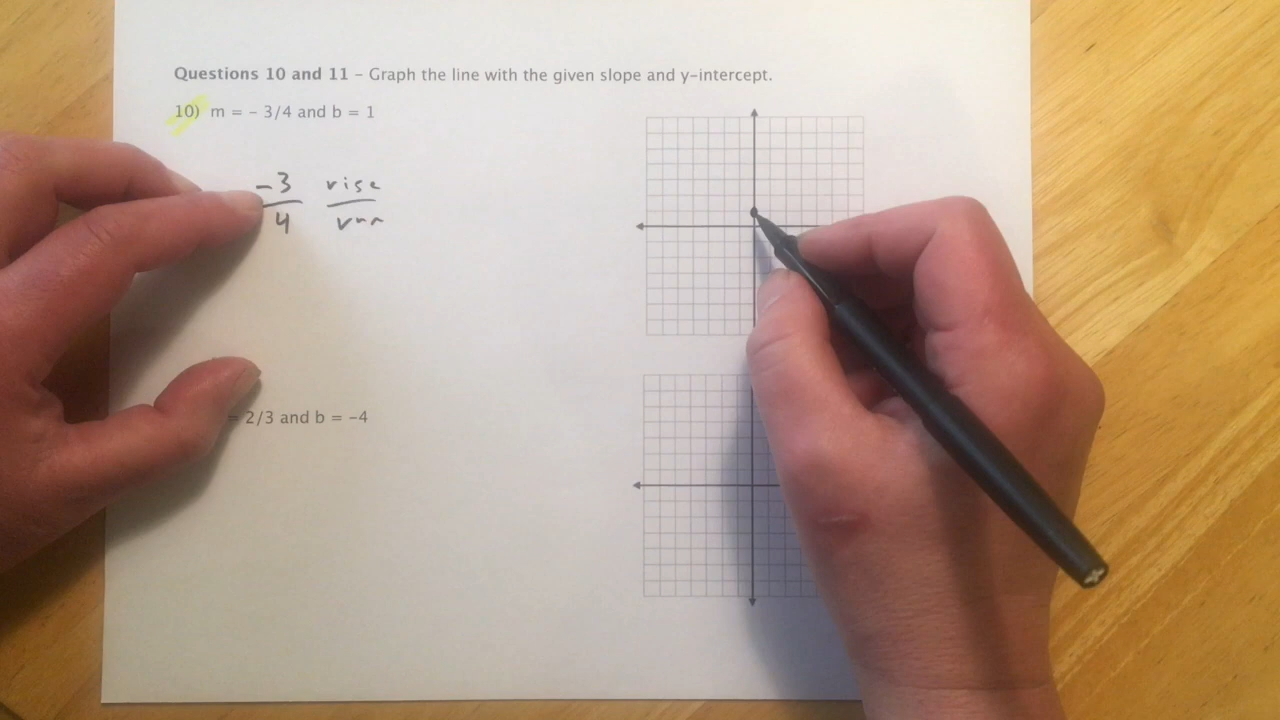 Questions 10 and 11 – Graph the line with the given slope and y-intercept.
10) m = - 3/4 and b = 1
-3 rise
4 run
= 2/3 and b = -4